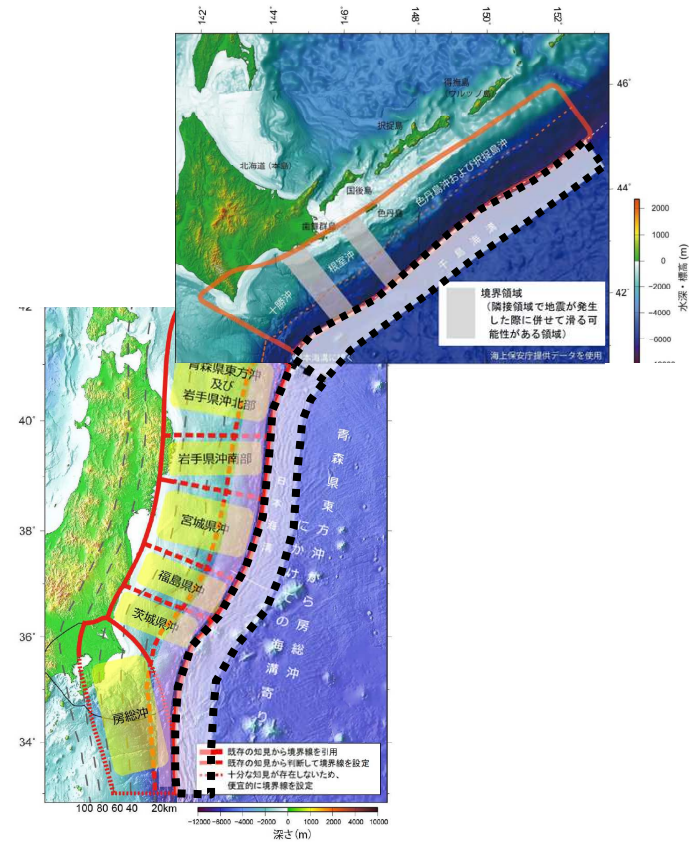 142°
144°
146°
148°
150°
152°
46°
44°
42°
得撫島
(ウルップ島)
択捉島
北海道(本島)
国後島
色丹島
歯舞群島
色丹島沖および択捉島沖
根室沖
十勝沖
千島海溝
境界領域
(隣接領域で地震が発生
した際に併せて滑る可
能性がある領域)
海上保安庁提供データを使用
2000
0
-2000
-4000
-6000
水深・標高 (m)
42°
40°
38°
36°
34°
青森県東方沖
及び
岩手県沖北部
岩手県沖南部
宮城県沖
福島県沖
茨城県沖
房総沖
日本海溝
青森県東方沖から房総沖
にかけての海溝寄り
既存の知見から境界線を引用
既存の知見から判断して境界線を設定
十分な知見が存在しないため、
便宜的に境界線を設定
100 80 60 40 20km
-12000 -8000 -6000 -4000 -2000 0 2000 4000 10000
深さ(m)